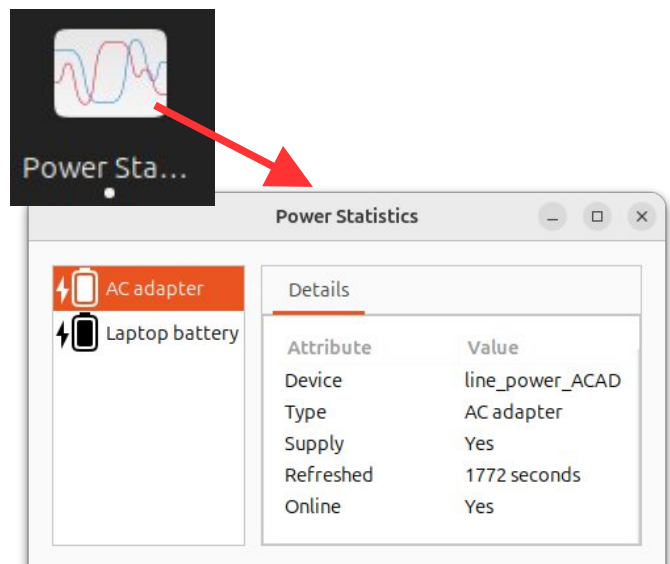 Power Sta...
Power Statistics
AC adapter
Laptop battery
Details
Attribute Value
Device line_power_ACAD
Type AC adapter
Supply Yes
Refreshed 1772 seconds
Online Yes